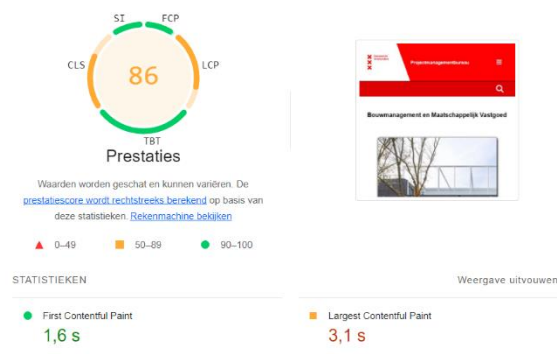 SI
FCP
CLS
LCP
86
TBT
Prestaties
Waarden worden geschat en kunnen variëren. De
prestatiescore wordt rechtstreeks berekend op basis van
deze statistieken. Rekenmachine bekijken
0–49
50–89
90–100
Projectmanagementbureau
Bouwmanagement en Maatschappelijk Vastgoed
STATISTIEKEN
Weergave uitvouwen
First Contentful Paint
1,6 s
Largest Contentful Paint
3,1 s